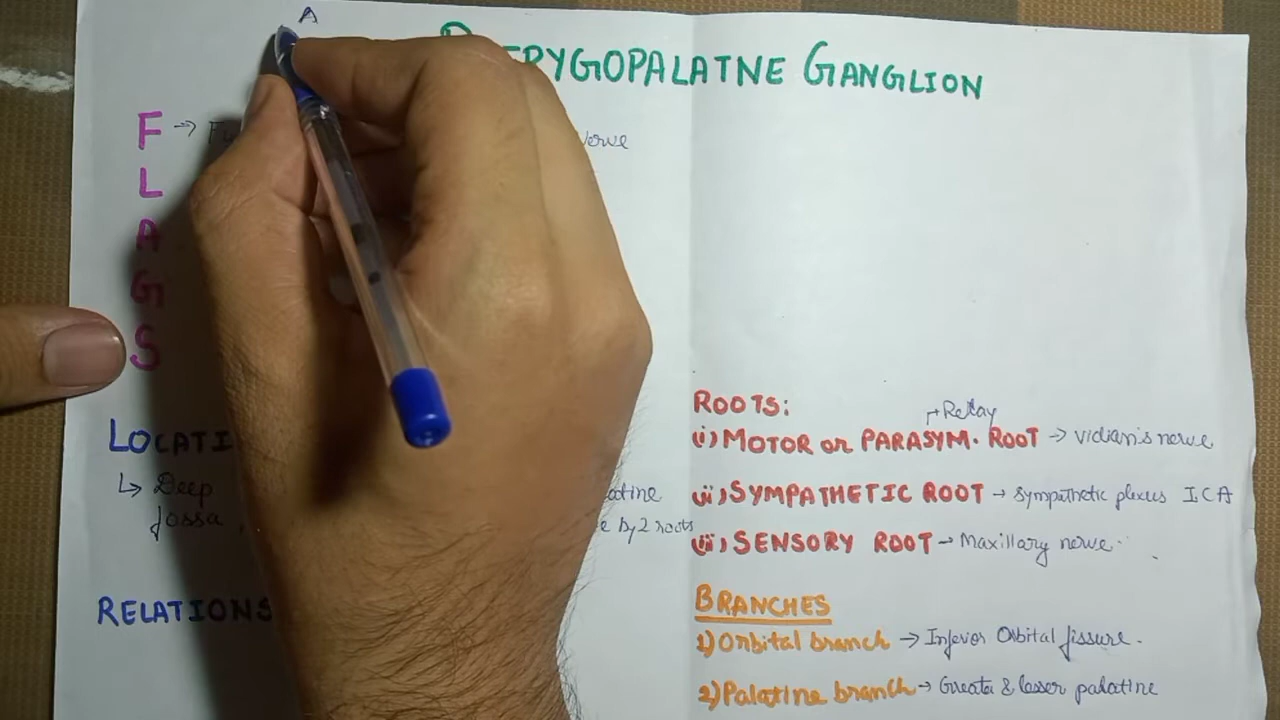 A
TRYGOPALATNE GANGLION
F →
erve
L
A
G
S
LOCATI
↳ Deep
atine
fossa,
e by 2 roots
RELATIONS
ROOTS:
→ Relay
(i) MOTOR or PARASYM. ROOT → vidian's nerve
(ii) SYMPATHETIC ROOT → Sympathetic plexus ICA
(iii) SENSORY ROOT → Maxillary nerve.
BRANCHES
1) Orbital branch → Inferior Orbital fissure.
2) Palatine branch → Greater & lesser palatine